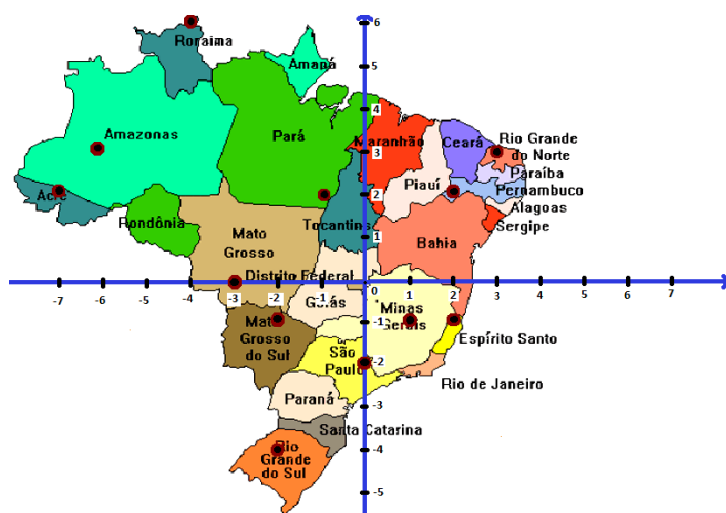 6
Roraima
Amapá
5
4
Amazonas
Pará
Maranhão
Ceará
Rio Grande
do Norte
3
Paraíba
Piauí
Pernambuco
2
Acre
Alagoas
Rondônia
Mato
Grosso
Tocantins
Sergipe
1
Bahia
Distrito Federal
0
-7 -6 -5 -4 -3 -2 -1 1 2 3 4 5 6 7
Goiás
Minas
Gerais
-1
Mato
Grosso
do Sul
Espírito Santo
São
Paulo
-2
Rio de Janeiro
Paraná
-3
Santa Catarina
Rio
Grande
do Sul
-4
-5